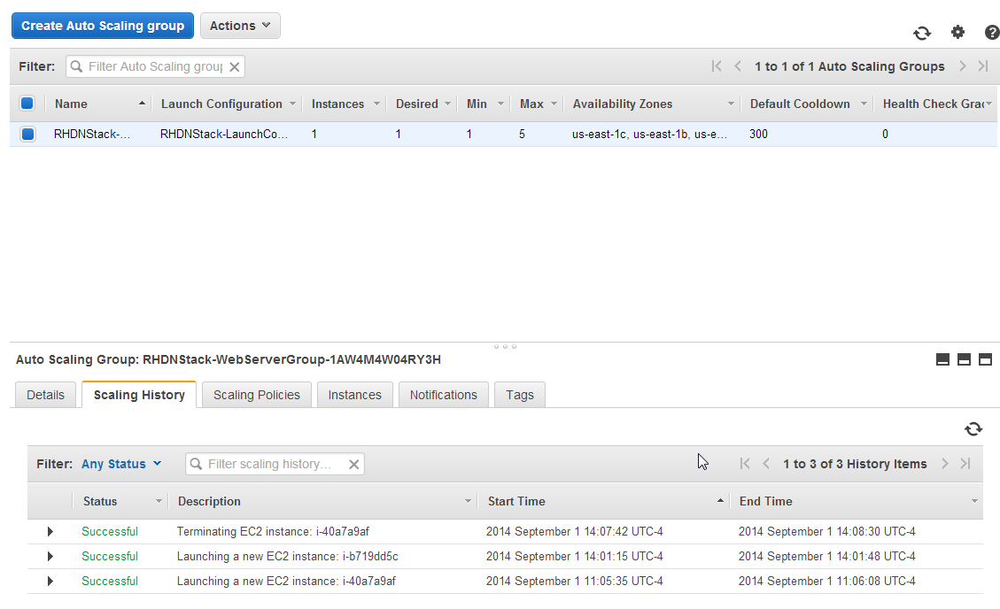 Create Auto Scaling group Actions
Filter: Filter Auto Scaling group 1 to 1 of 1 Auto Scaling Groups
Name Launch Configuration Instances Desired Min Max Availability Zones Default Cooldown Health Check Grac
RHDNStack-... RHDNStack-LaunchCo... 1 1 1 5 us-east-1c, us-east-1b, us-e... 300 0
Auto Scaling Group: RHDNStack-WebServerGroup-1AW4M4W04RY3H
Details Scaling History Scaling Policies Instances Notifications Tags
Filter: Any Status Filter scaling history... 1 to 3 of 3 History Items
Status Description Start Time End Time
Successful Terminating EC2 instance: i-40a7a9af 2014 September 1 14:07:42 UTC-4 2014 September 1 14:08:30 UTC-4
Successful Launching a new EC2 instance: i-b719dd5c 2014 September 1 14:01:15 UTC-4 2014 September 1 14:01:48 UTC-4
Successful Launching a new EC2 instance: i-40a7a9af 2014 September 1 11:05:35 UTC-4 2014 September 1 11:06:08 UTC-4